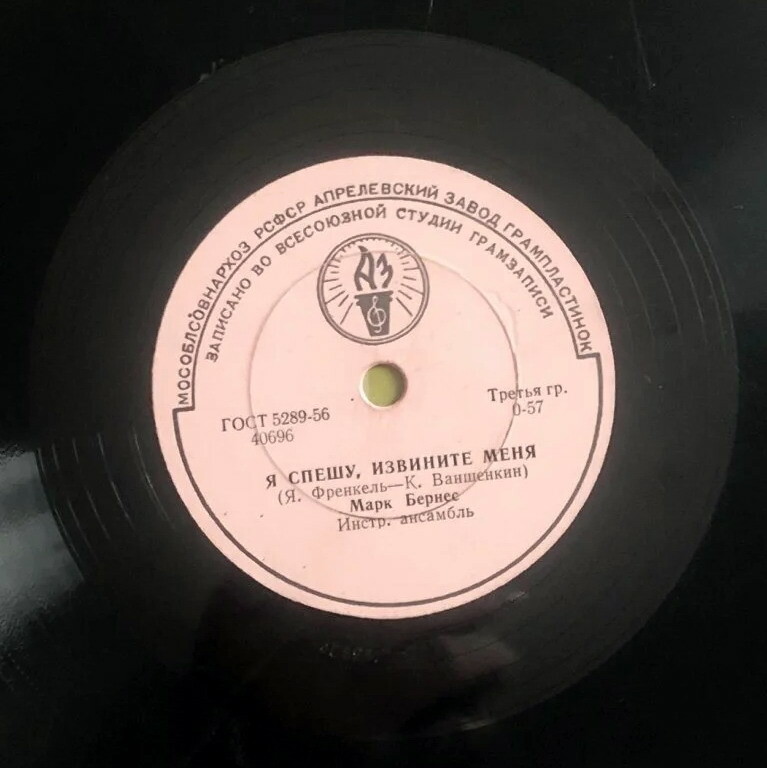 МОСОБЛСОВНАРХОЗ РСФСР АПРЕЛЕВСКИЙ ЗАВОД ГРАМПЛАСТИНОК
ЗАПИСАНО ВО ВСЕСОЮЗНОЙ СТУДИИ ГРАМЗАПИСИ
АЗ
ГОСТ 5289-56
40696
Третья гр.
0-57
Я СПЕШУ, ИЗВИНИТЕ МЕНЯ
(Я. Френкель—К. Ваншенкин)
Марк Бернес
Инстр. ансамбль